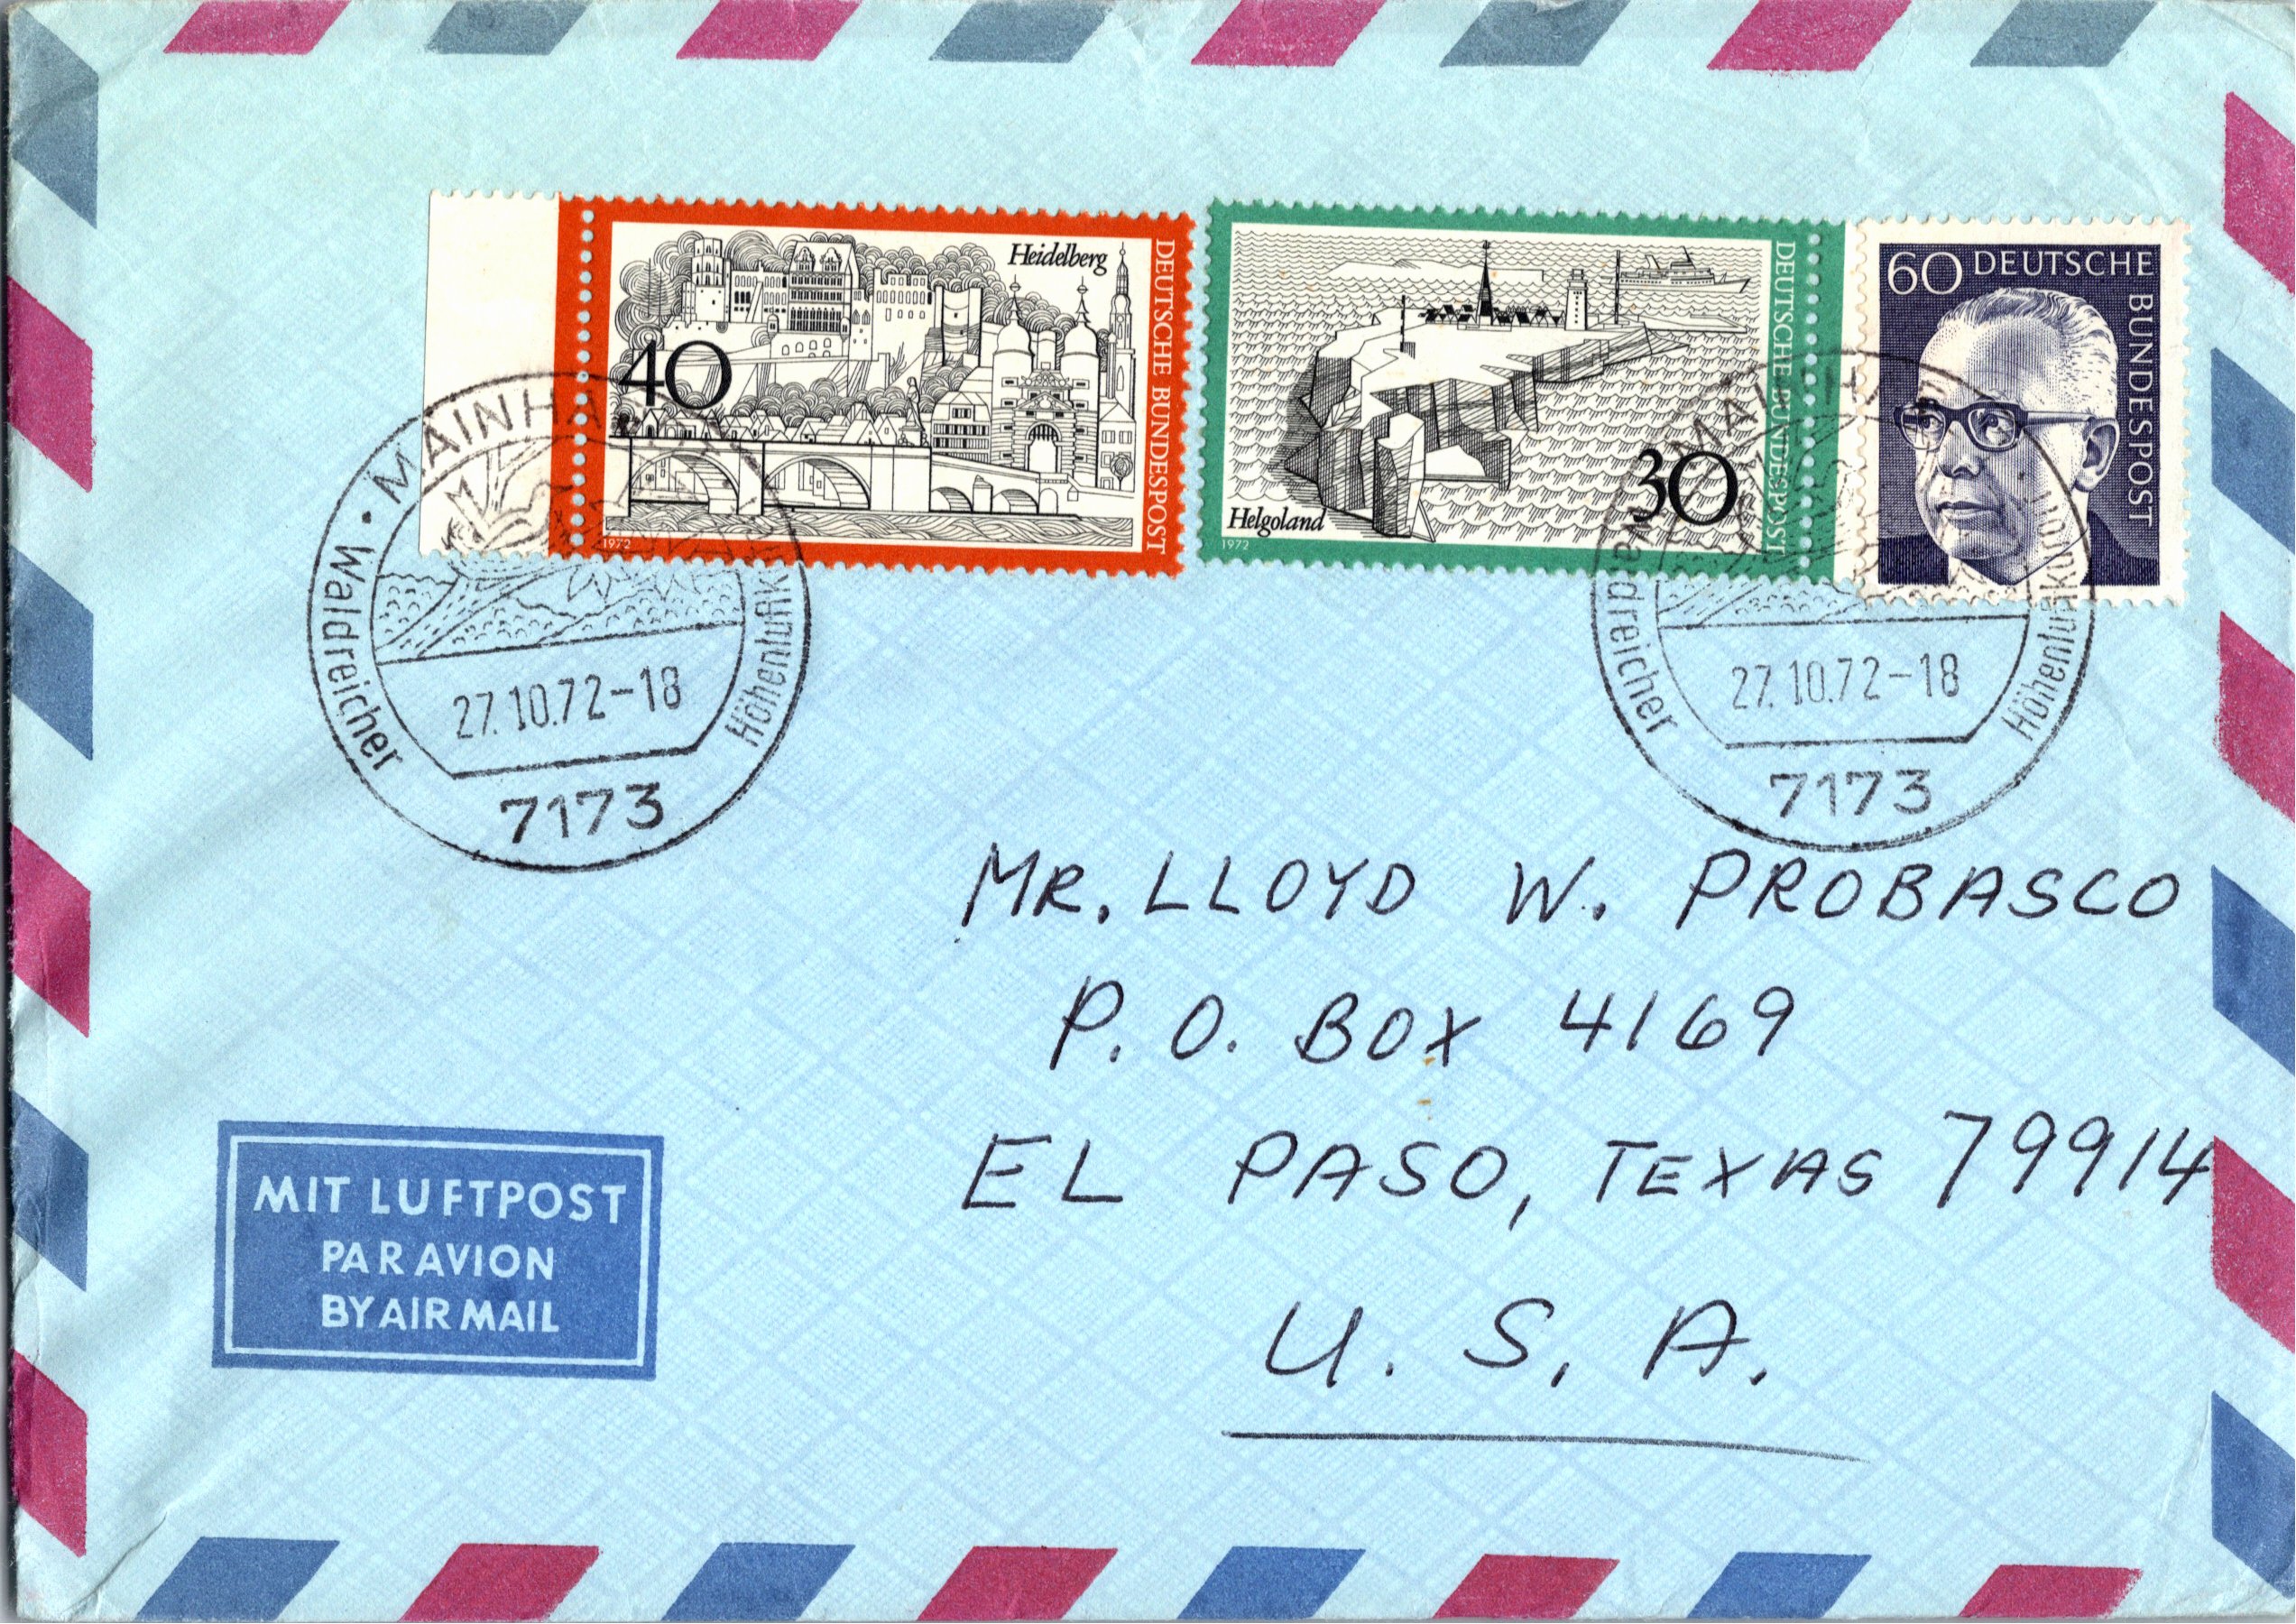 Heidelberg
40
DEUTSCHE BUNDESPOST
1972
DEUTSCHE BUNDESPOST
30
Helgoland
1972
60 DEUTSCHE
BUNDESPOST
Waldreicher
27.10.72-18
7173
Waldreicher
27.10.72-18
7173
MR. LLOYD W. PROBASCO
P. O. BOX 4169
EL PASO, TEXAS 79914
U. S. A.
MIT LUFTPOST
PAR AVION
BY AIR MAIL